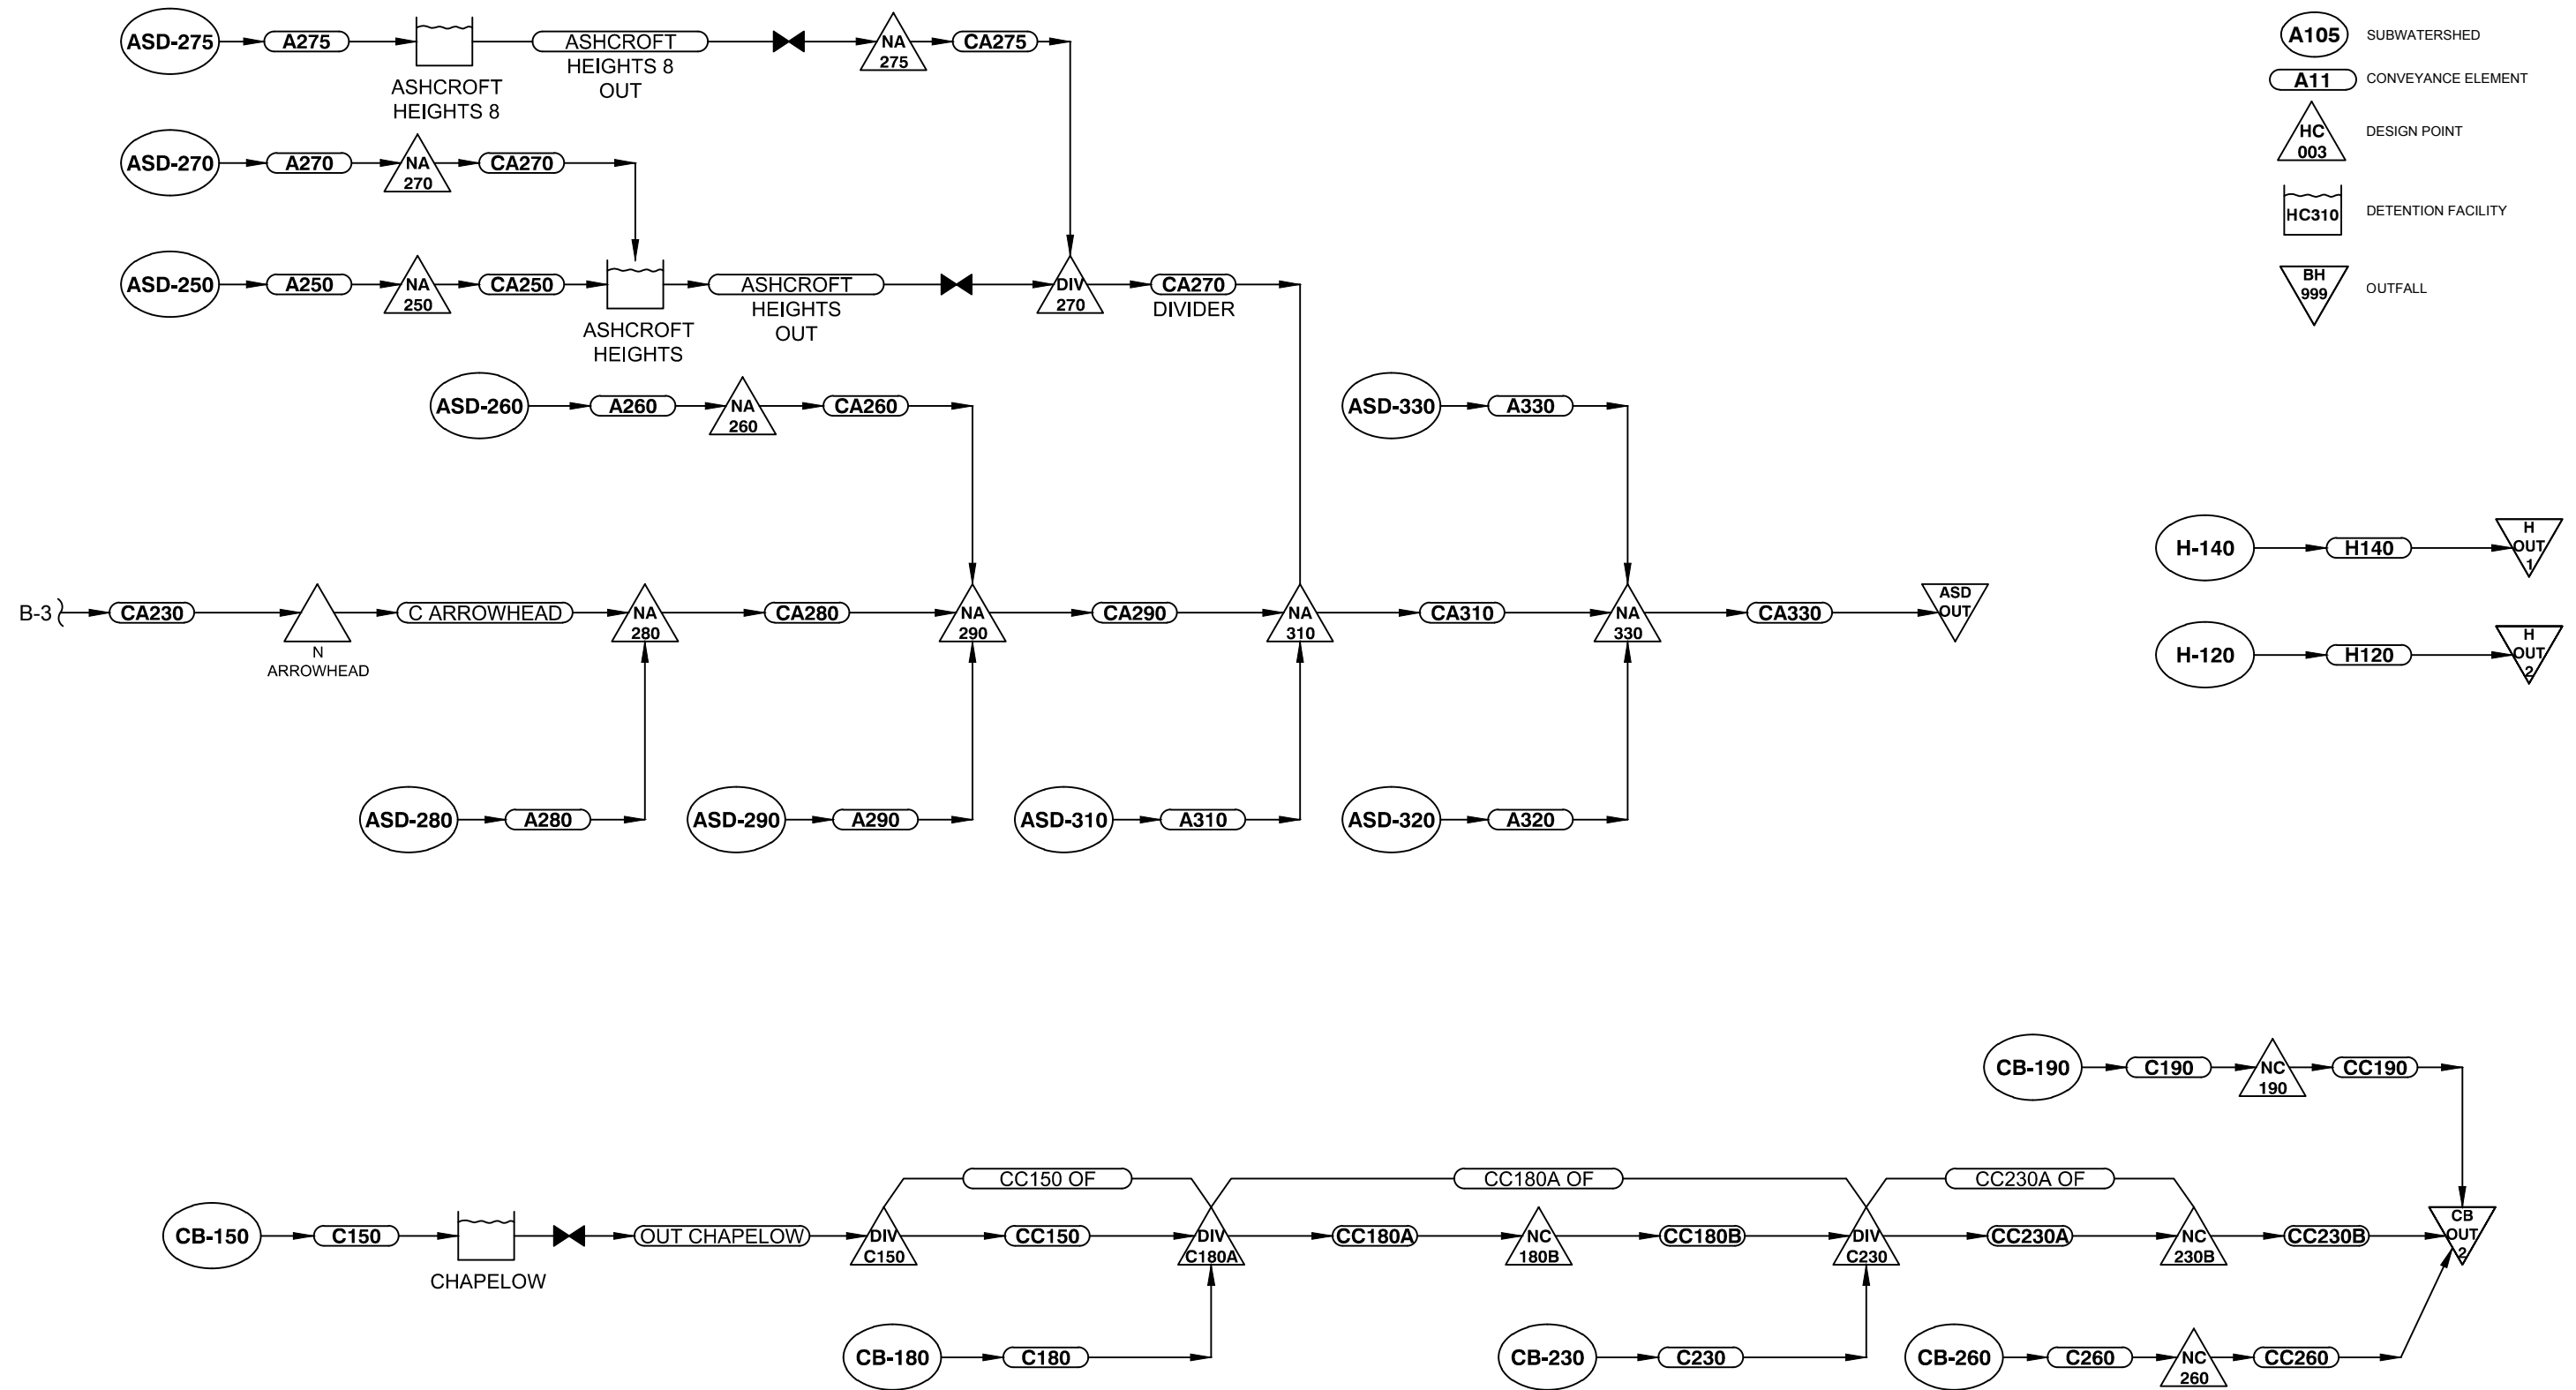 ASD-275
A275
ASHCROFT
HEIGHTS 8
ASHCROFT
HEIGHTS 8
OUT
NA
275
CA275
A105
SUBWATERSHED
A11
CONVEYANCE ELEMENT
HC
003
DESIGN POINT
HC310
DETENTION FACILITY
BH
999
OUTFALL
ASD-270
A270
NA
270
CA270
ASD-250
A250
NA
250
CA250
ASHCROFT
HEIGHTS
ASHCROFT
HEIGHTS
OUT
DIV
270
CA270
DIVIDER
ASD-260
A260
NA
260
CA260
ASD-330
A330
H-140
H140
H
OUT
1
B-3
CA230
N
ARROWHEAD
C ARROWHEAD
NA
280
CA280
NA
290
CA290
NA
310
CA310
NA
330
CA330
ASD
OUT
H-120
H120
H
OUT
2
ASD-280
A280
ASD-290
A290
ASD-310
A310
ASD-320
A320
CB-190
C190
NC
190
CC190
CC150 OF
CC180A OF
CC230A OF
CB-150
C150
CHAPELOW
OUT CHAPELOW
DIV
C150
CC150
DIV
C180A
CC180A
NC
180B
CC180B
DIV
C230
CC230A
NC
230B
CC230B
CB
OUT
2
CB-180
C180
CB-230
C230
CB-260
C260
NC
260
CC260